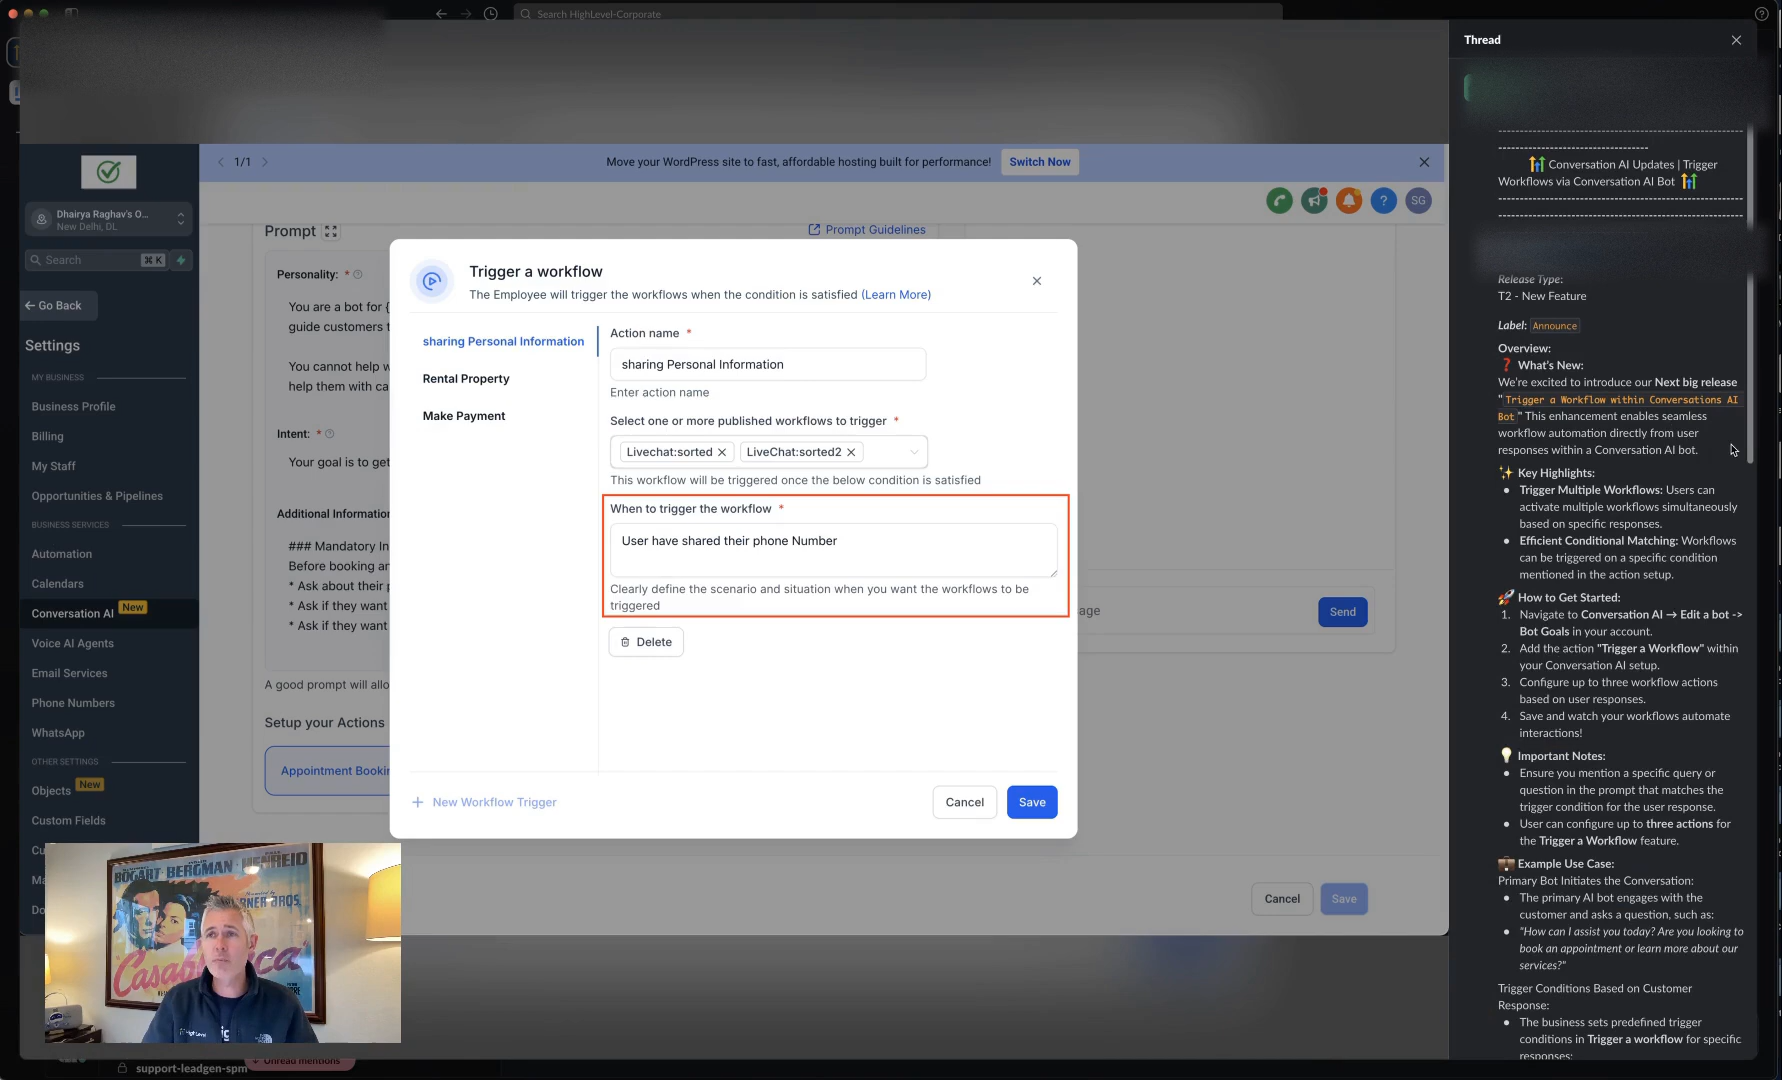 Search HighLevel-Corporate
Thread
Conversation AI Updates | Trigger
Workflows via Conversation AI Bot
Release Type:
T2 - New Feature
Label: Announce
Overview:
❓ What's New:
We're excited to introduce our Next big release
"Trigger a Workflow within Conversations AI
Bot" This enhancement enables seamless
workflow automation directly from user
responses within a Conversation AI bot.
✨ Key Highlights:
• Trigger Multiple Workflows: Users can
activate multiple workflows simultaneously
based on specific responses.
• Efficient Conditional Matching: Workflows
can be triggered on a specific condition
mentioned in the action setup.
🚀 How to Get Started:
1. Navigate to Conversation AI → Edit a bot ->
Bot Goals in your account.
2. Add the action "Trigger a Workflow" within
your Conversation AI setup.
3. Configure up to three workflow actions
based on user responses.
4. Save and watch your workflows automate
interactions!
💡 Important Notes:
• Ensure you mention a specific query or
question in the prompt that matches the
trigger condition for the user response.
• User can configure up to three actions for
the Trigger a Workflow feature.
💼 Example Use Case:
Primary Bot Initiates the Conversation:
• The primary AI bot engages with the
customer and asks a question, such as:
• "How can I assist you today? Are you looking to
book an appointment or learn more about our
services?"
Trigger Conditions Based on Customer
Response:
• The business sets predefined trigger
conditions in Trigger a workflow for specific
responses:
1/1
Move your WordPress site to fast, affordable hosting built for performance! Switch Now
SG
Dhairya Raghav's O...
New Delhi, DL
Search ⌘ K
← Go Back
Settings
MY BUSINESS
Business Profile
Billing
My Staff
Opportunities & Pipelines
BUSINESS SERVICES
Automation
Calendars
Conversation AI New
Voice AI Agents
Email Services
Phone Numbers
WhatsApp
OTHER SETTINGS
Objects New
Custom Fields
Cu
Ma
Do
Prompt
Prompt Guidelines
Personality: *
You are a bot for {
guide customers t
You cannot help w
help them with ca
Intent: *
Your goal is to get
Additional Information
### Mandatory In
Before booking an
* Ask about their p
* Ask if they want
* Ask if they want
A good prompt will allo
Setup your Actions
Appointment Bookin
Trigger a workflow
The Employee will trigger the workflows when the condition is satisfied (Learn More)
sharing Personal Information
Rental Property
Make Payment
Action name *
sharing Personal Information
Enter action name
Select one or more published workflows to trigger *
Livechat:sorted LiveChat:sorted2
This workflow will be triggered once the below condition is satisfied
When to trigger the workflow *
User have shared their phone Number
Clearly define the scenario and situation when you want the workflows to be
triggered
Delete
+ New Workflow Trigger
Cancel
Save
age
Send
Cancel
Save
BOGART BERGMAN HENREID
WARNER BROS.
Casablanca
HighLevel
Unread mentions
support-leadgen-spm